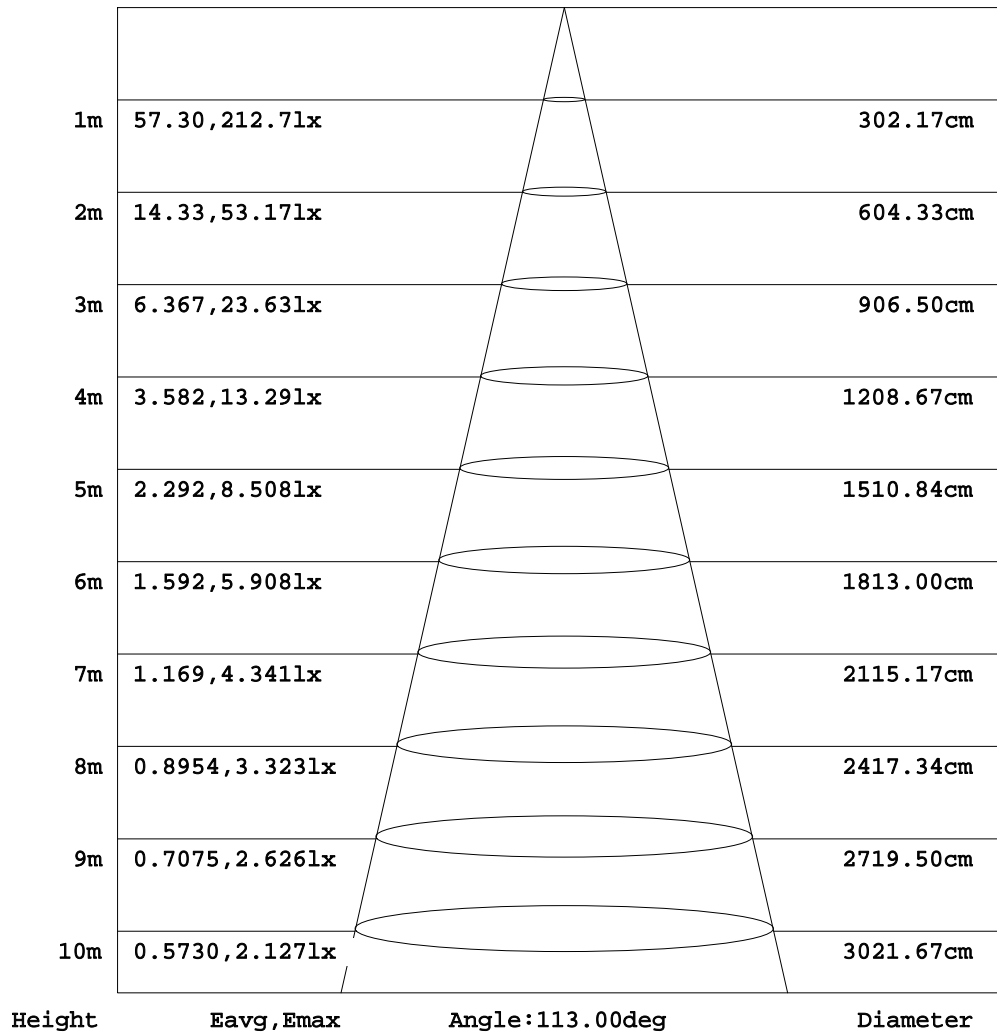 1m 57.30,212.7lx 302.17cm
2m 14.33,53.17lx 604.33cm
3m 6.367,23.63lx 906.50cm
4m 3.582,13.29lx 1208.67cm
5m 2.292,8.508lx 1510.84cm
6m 1.592,5.908lx 1813.00cm
7m 1.169,4.341lx 2115.17cm
8m 0.8954,3.323lx 2417.34cm
9m 0.7075,2.626lx 2719.50cm
10m 0.5730,2.127lx 3021.67cm
Height Eavg,Emax Angle:113.00deg Diameter